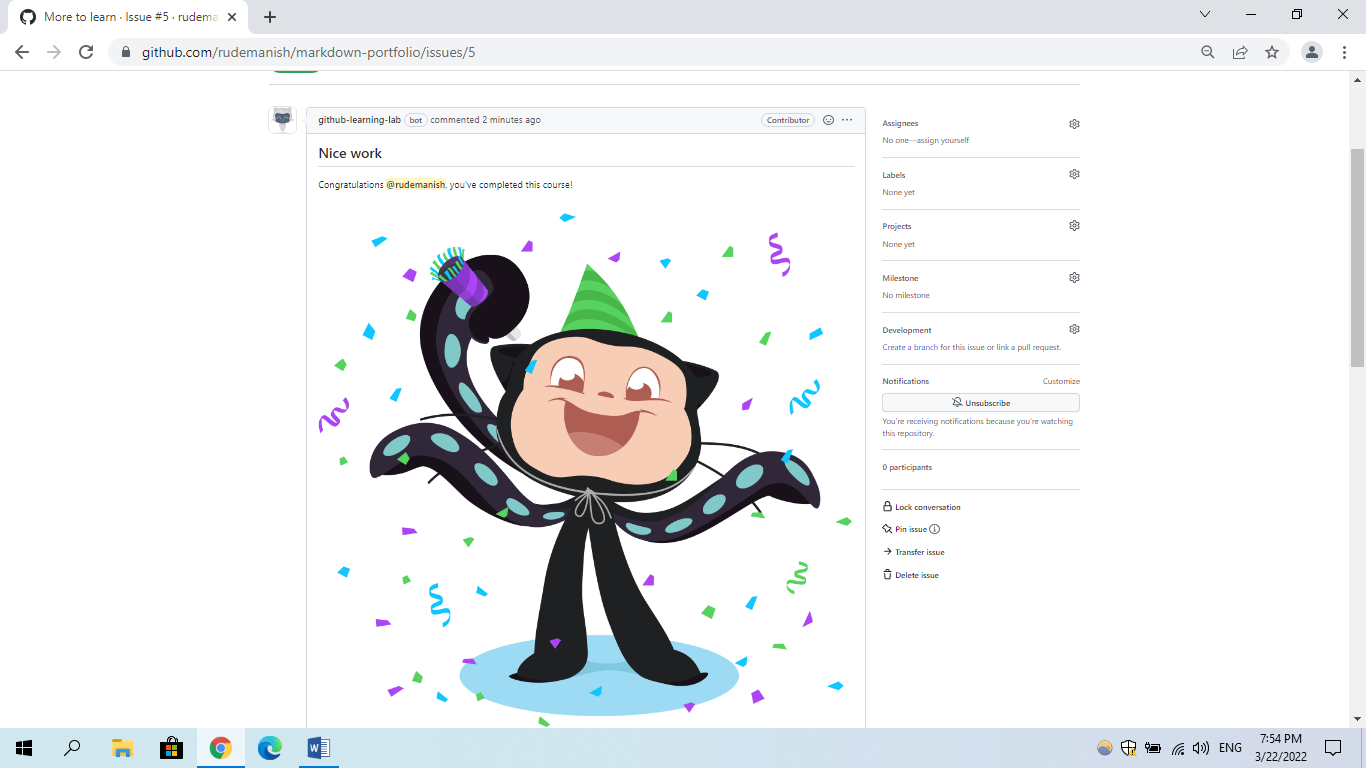 More to learn · Issue #5 · rudema
github.com/rudemanish/markdown-portfolio/issues/5
github-learning-lab bot commented 2 minutes ago Contributor
Nice work
Congratulations @rudemanish, you've completed this course!
Assignees
No one—assign yourself
Labels
None yet
Projects
None yet
Milestone
No milestone
Development
Create a branch for this issue or link a pull request.
Notifications Customize
Unsubscribe
You're receiving notifications because you're watching
this repository.
0 participants
Lock conversation
Pin issue
Transfer issue
Delete issue
ENG
7:54 PM
3/22/2022